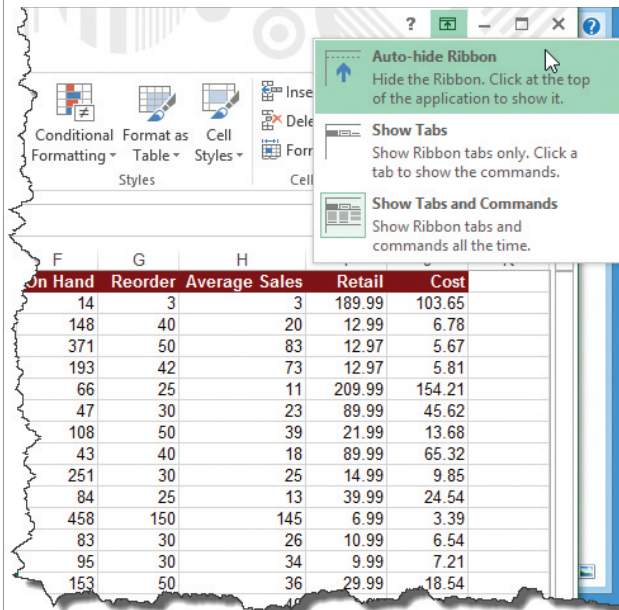 ?
Auto-hide Ribbon
Hide the Ribbon. Click at the top
of the application to show it.
Show Tabs
Show Ribbon tabs only. Click a
tab to show the commands.
Show Tabs and Commands
Show Ribbon tabs and
commands all the time.
Conditional Formatting
Format as Table
Cell Styles
Inse
Dele
Forr
Styles
Cel
F G H
On Hand Reorder Average Sales Retail Cost
14 3 3 189.99 103.65
148 40 20 12.99 6.78
371 50 83 12.97 5.67
193 42 73 12.97 5.81
66 25 11 209.99 154.21
47 30 23 89.99 45.62
108 50 39 21.99 13.68
43 40 18 89.99 65.32
251 30 25 14.99 9.85
84 25 13 39.99 24.54
458 150 145 6.99 3.39
83 30 26 10.99 6.54
95 30 34 9.99 7.21
153 50 36 29.99 18.54